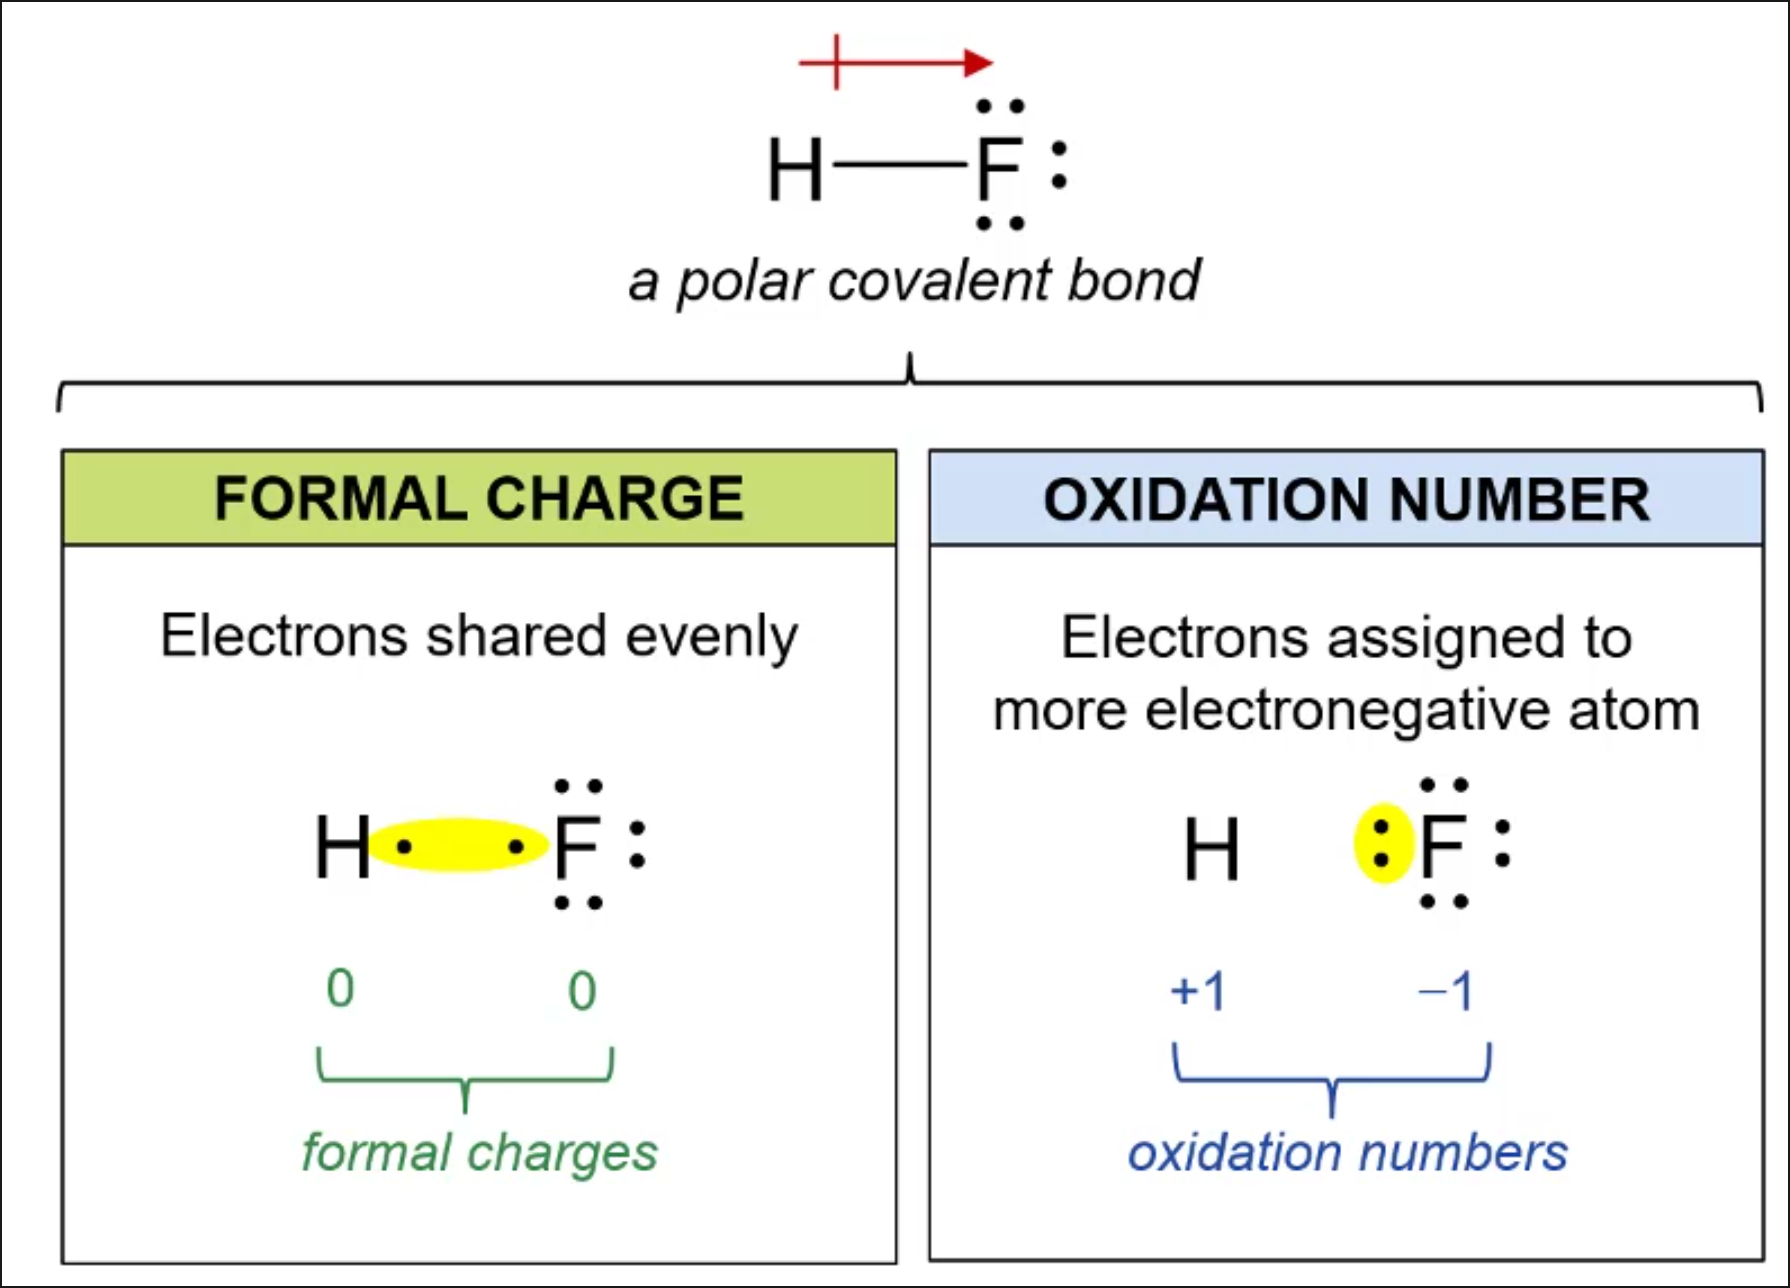 H—F
a polar covalent bond
FORMAL CHARGE
Electrons shared evenly
H F
0 0
formal charges
OXIDATION NUMBER
Electrons assigned to
more electronegative atom
H F
+1 –1
oxidation numbers